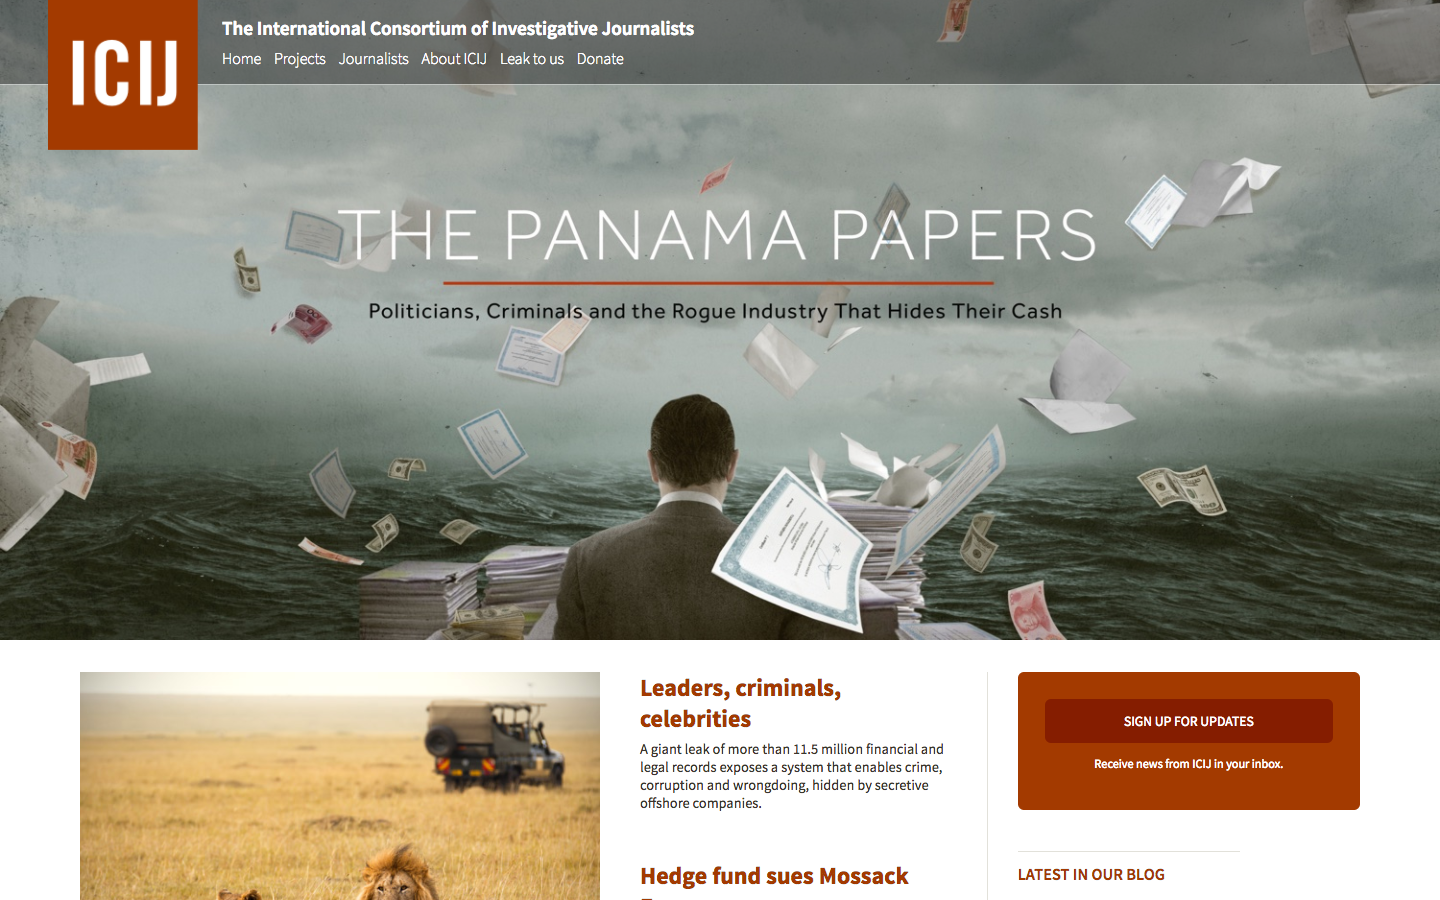 ICIJ
The International Consortium of Investigative Journalists
Home Projects Journalists About ICIJ Leak to us Donate
THE PANAMA PAPERS
Politicians, Criminals and the Rogue Industry That Hides Their Cash
Leaders, criminals,
celebrities
A giant leak of more than 11.5 million financial and
legal records exposes a system that enables crime,
corruption and wrongdoing, hidden by secretive
offshore companies.
Hedge fund sues Mossack
SIGN UP FOR UPDATES
Receive news from ICIJ in your inbox.
LATEST IN OUR BLOG